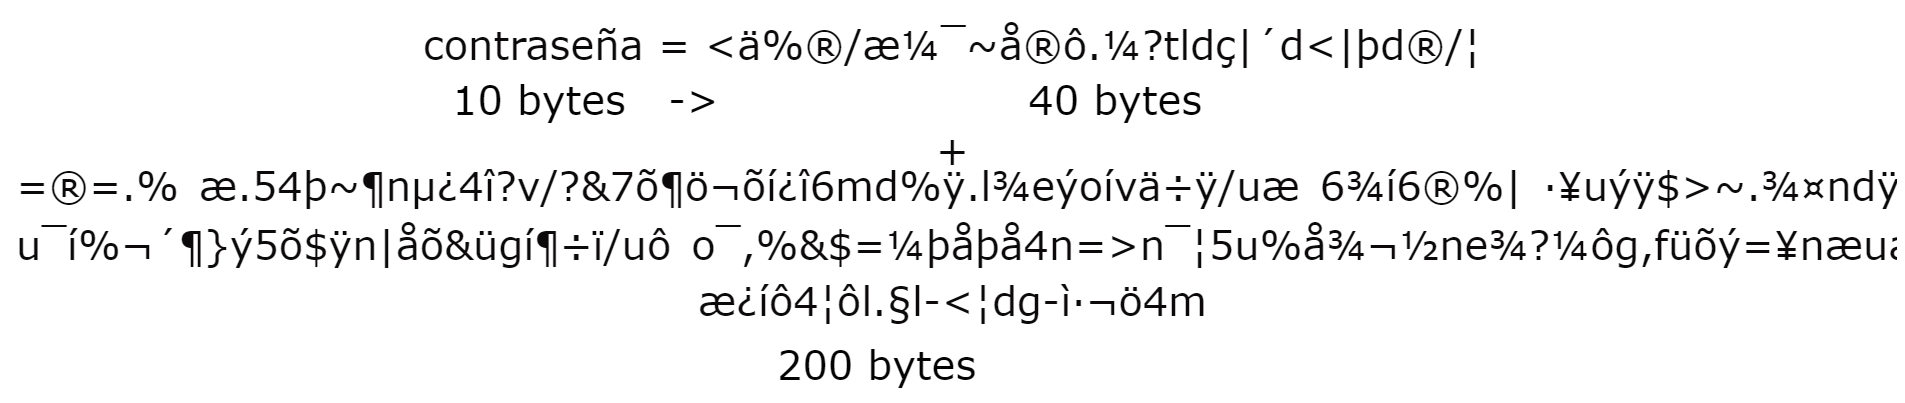 contraseña = <ä%®/æ¼¯~å®ô.¼?tldç|´d<|þd®/¦
10 bytes -> 40 bytes
+
=®=.% æ.54þ~¶nµ¿4î?v/?&7õ¶ö¬õí¿î6md%ÿ.l¾eýoívä÷ÿ/uæ 6¾í6®%| ·¥uýÿ$>~.¾¤ndÿ
u¯í%¬´¶}ý5õ$ÿn|åõ&ügí¶÷ï/uô o¯,%&$=¼þåþå4n=>n¯¦5u%å¾¬½ne¾?¼ôg,füõý=¥næu
æ¿íô4¦ôl.§l-<¦dg-ì·¬ö4m
200 bytes